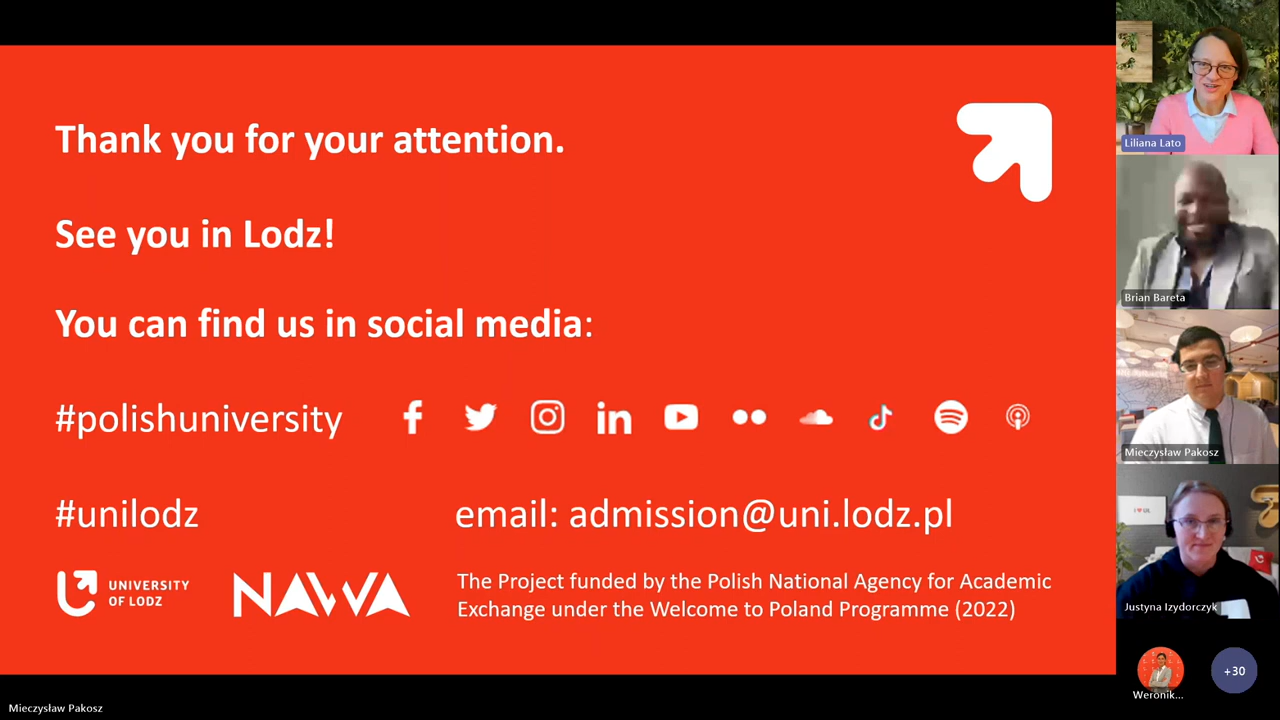 Thank you for your attention.
See you in Lodz!
You can find us in social media:
#polishuniversity
#unilodz
email: admission@uni.lodz.pl
UNIVERSITY
OF LODZ
NAWA
The Project funded by the Polish National Agency for Academic
Exchange under the Welcome to Poland Programme (2022)
Liliana Lato
Brian Bareta
Mieczysław Pakosz
I ♥ UL
Justyna Izydorczyk
Weronik...
+30
Mieczysław Pakosz